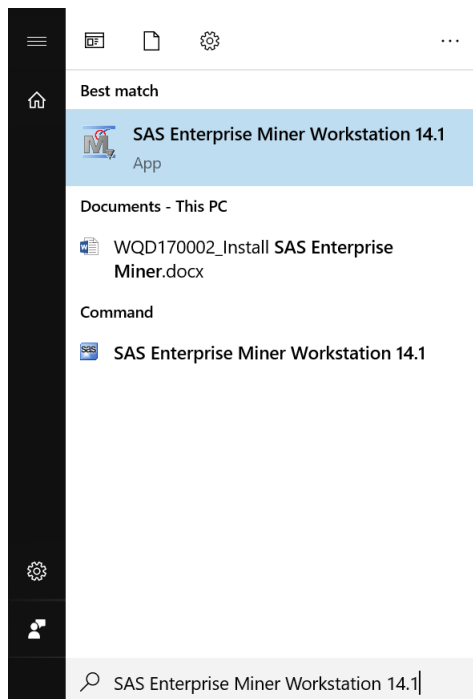 Best match
SAS Enterprise Miner Workstation 14.1
App
Documents - This PC
WQD170002_Install SAS Enterprise
Miner.docx
Command
SAS Enterprise Miner Workstation 14.1
SAS Enterprise Miner Workstation 14.1